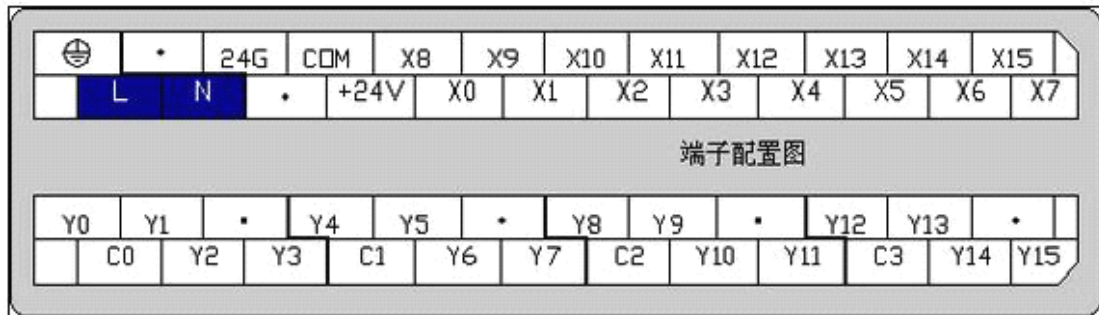 · 24G COM X8 X9 X10 X11 X12 X13 X14 X15
L N · +24V X0 X1 X2 X3 X4 X5 X6 X7
端子配置图
Y0 Y1 · Y4 Y5 · Y8 Y9 · Y12 Y13 ·
C0 Y2 Y3 C1 Y6 Y7 C2 Y10 Y11 C3 Y14 Y15